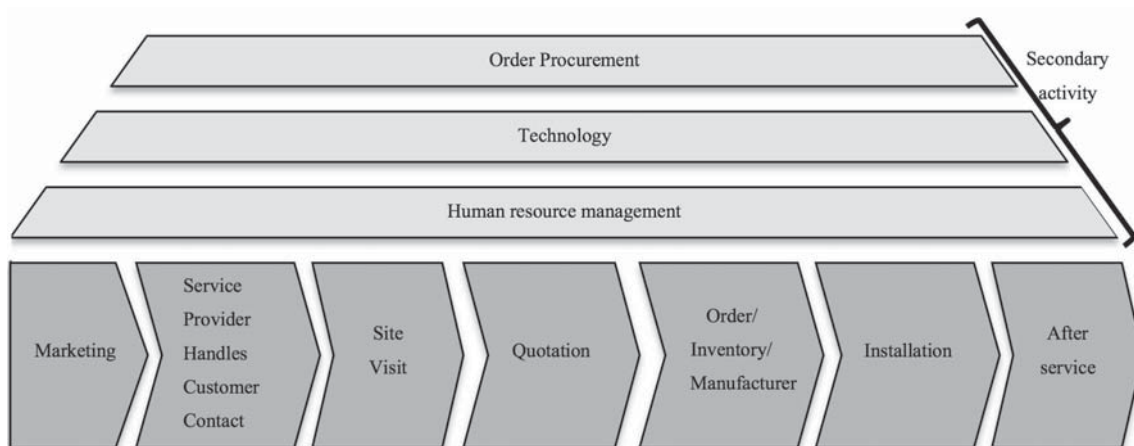 Order Procurement
Secondary
activity
Technology
Human resource management
Marketing
Service
Provider
Handles
Customer
Contact
Site
Visit
Quotation
Order/
Inventory/
Manufacturer
Installation
After
service